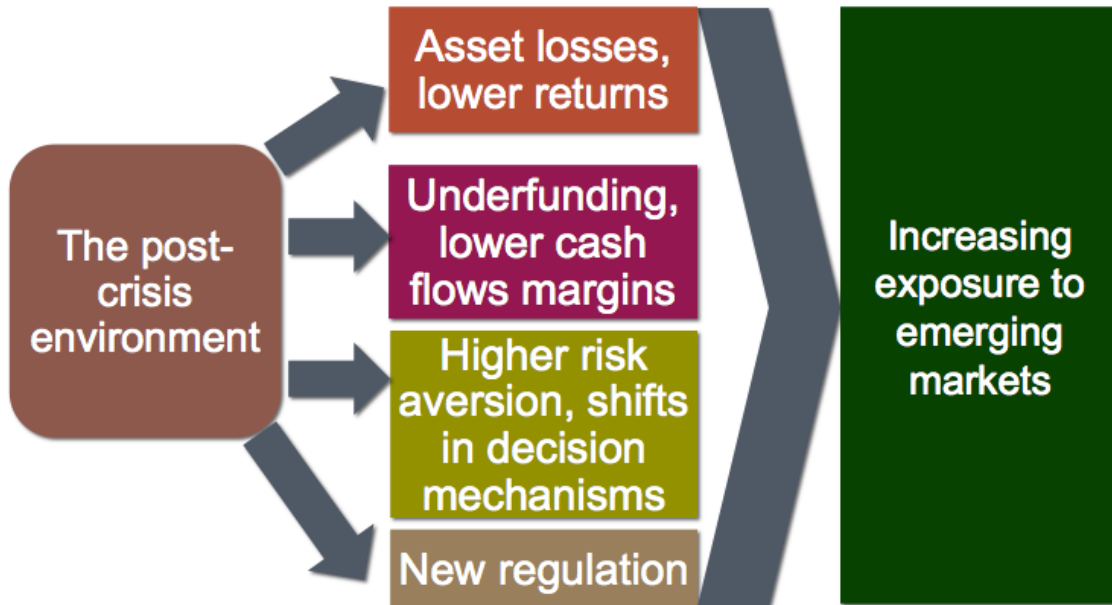 The post-
crisis
environment
Asset losses,
lower returns
Underfunding,
lower cash
flows margins
Higher risk
aversion, shifts
in decision
mechanisms
New regulation
Increasing
exposure to
emerging
markets